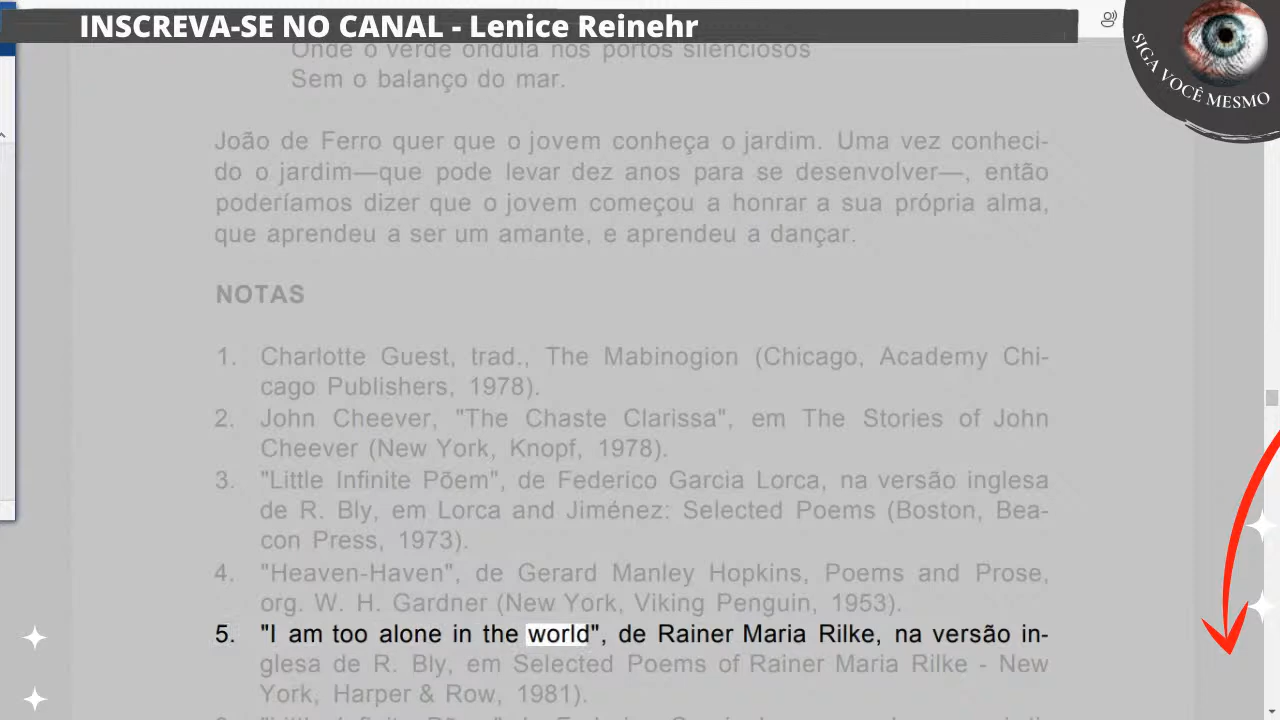 INSCREVA-SE NO CANAL - Lenice Reinehr
SIGA VOCÊ MESMO
Onde o verde ondula nos portos silenciosos
Sem o balanço do mar.
João de Ferro quer que o jovem conheça o jardim. Uma vez conheci-
do o jardim—que pode levar dez anos para se desenvolver—, então
poderíamos dizer que o jovem começou a honrar a sua própria alma,
que aprendeu a ser um amante, e aprendeu a dançar.
NOTAS
1. Charlotte Guest, trad., The Mabinogion (Chicago, Academy Chi-
cago Publishers, 1978).
2. John Cheever, "The Chaste Clarissa", em The Stories of John
Cheever (New York, Knopf, 1978).
3. "Little Infinite Põem", de Federico Garcia Lorca, na versão inglesa
de R. Bly, em Lorca and Jiménez: Selected Poems (Boston, Bea-
con Press, 1973).
4. "Heaven-Haven", de Gerard Manley Hopkins, Poems and Prose,
org. W. H. Gardner (New York, Viking Penguin, 1953).
5. "I am too alone in the world", de Rainer Maria Rilke, na versão in-
glesa de R. Bly, em Selected Poems of Rainer Maria Rilke - New
York, Harper & Row, 1981).